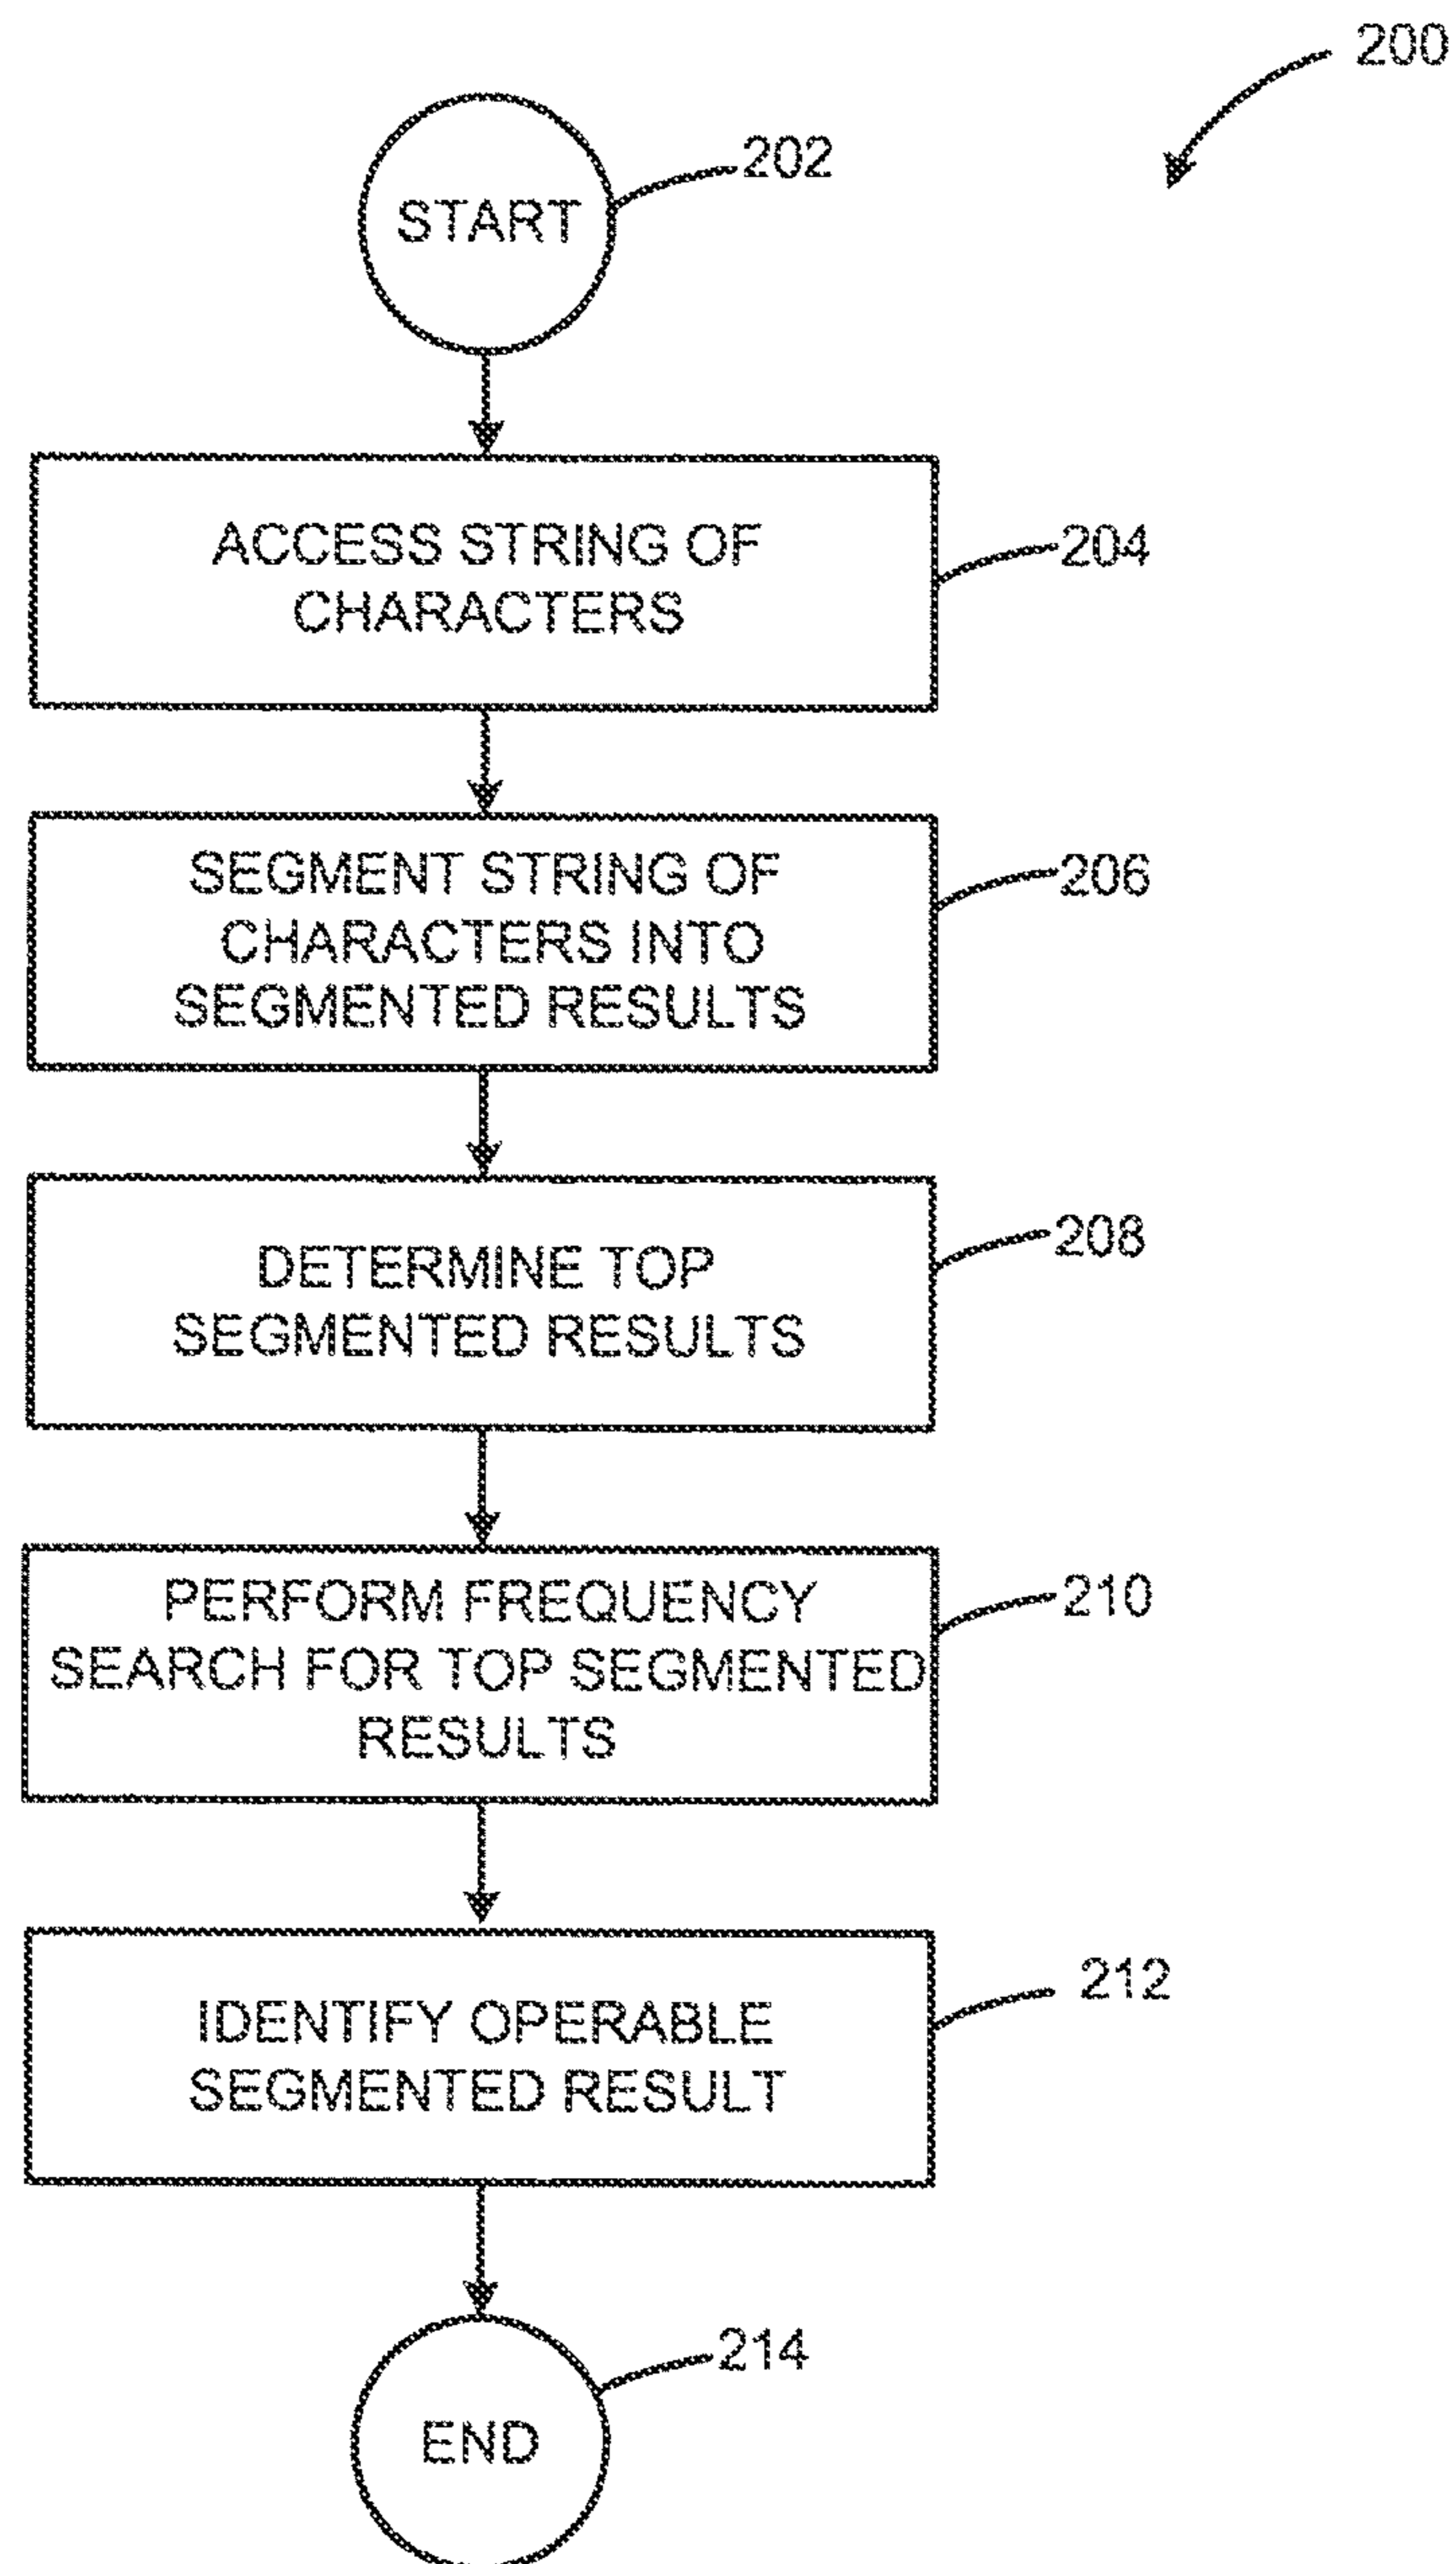 200
202
START
ACCESS STRING OF
CHARACTERS
204
SEGMENT STRING OF
CHARACTERS INTO
SEGMENTED RESULTS
206
DETERMINE TOP
SEGMENTED RESULTS
208
PERFORM FREQUENCY
SEARCH FOR TOP SEGMENTED
RESULTS
210
IDENTIFY OPERABLE
SEGMENTED RESULT
212
214
END